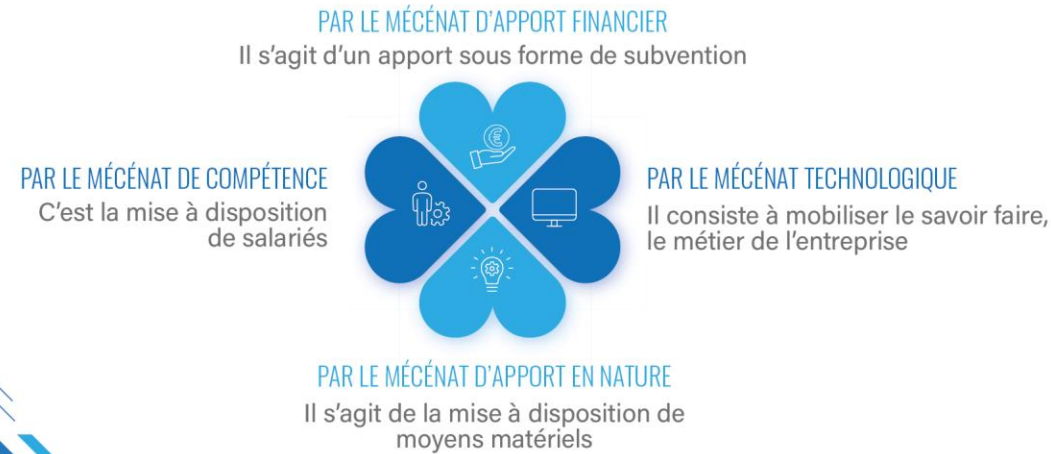 PAR LE MÉCÉNAT D'APPORT FINANCIER
Il s'agit d'un apport sous forme de subvention
PAR LE MÉCÉNAT DE COMPÉTENCE
C'est la mise à disposition
de salariés
PAR LE MÉCÉNAT TECHNOLOGIQUE
Il consiste à mobiliser le savoir faire,
le métier de l'entreprise
PAR LE MÉCÉNAT D'APPORT EN NATURE
Il s'agit de la mise à disposition de
moyens matériels